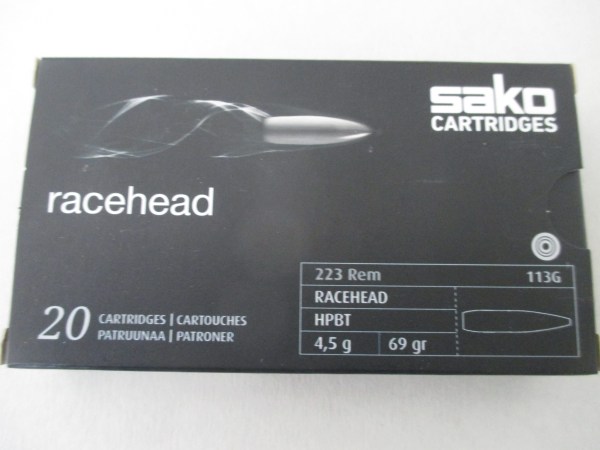 sako
CARTRIDGES
racehead
223 Rem 113G
RACEHEAD
HPBT
4,5 g 69 gr
20 CARTRIDGES | CARTOUCHES
PATRUUNAA | PATRONER